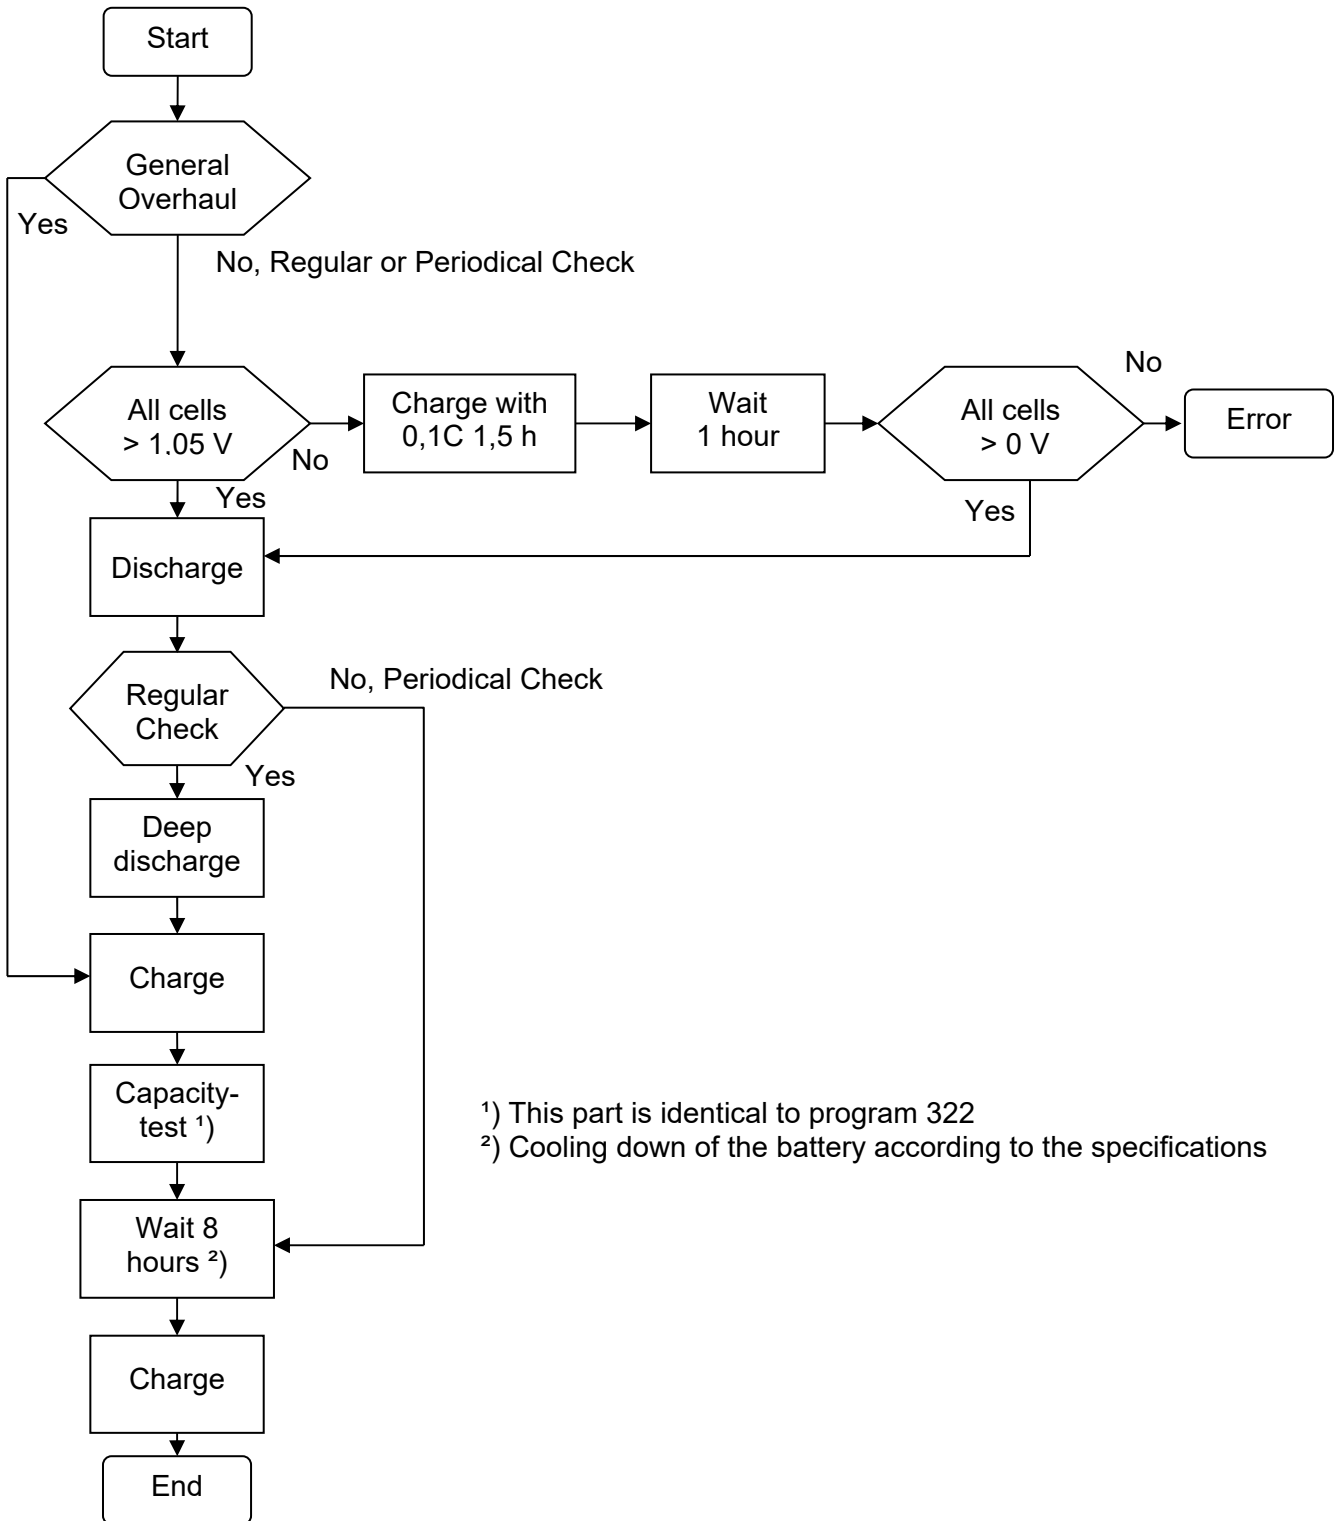 Start
General
Overhaul
Yes
No, Regular or Periodical Check
All cells
> 1,05 V
No
Charge with
0,1C 1,5 h
Wait
1 hour
All cells
> 0 V
No
Error
Yes
Yes
Discharge
Regular
Check
No, Periodical Check
Yes
Deep
discharge
Charge
Capacity-
test ¹)
¹) This part is identical to program 322
²) Cooling down of the battery according to the specifications
Wait 8
hours ²)
Charge
End